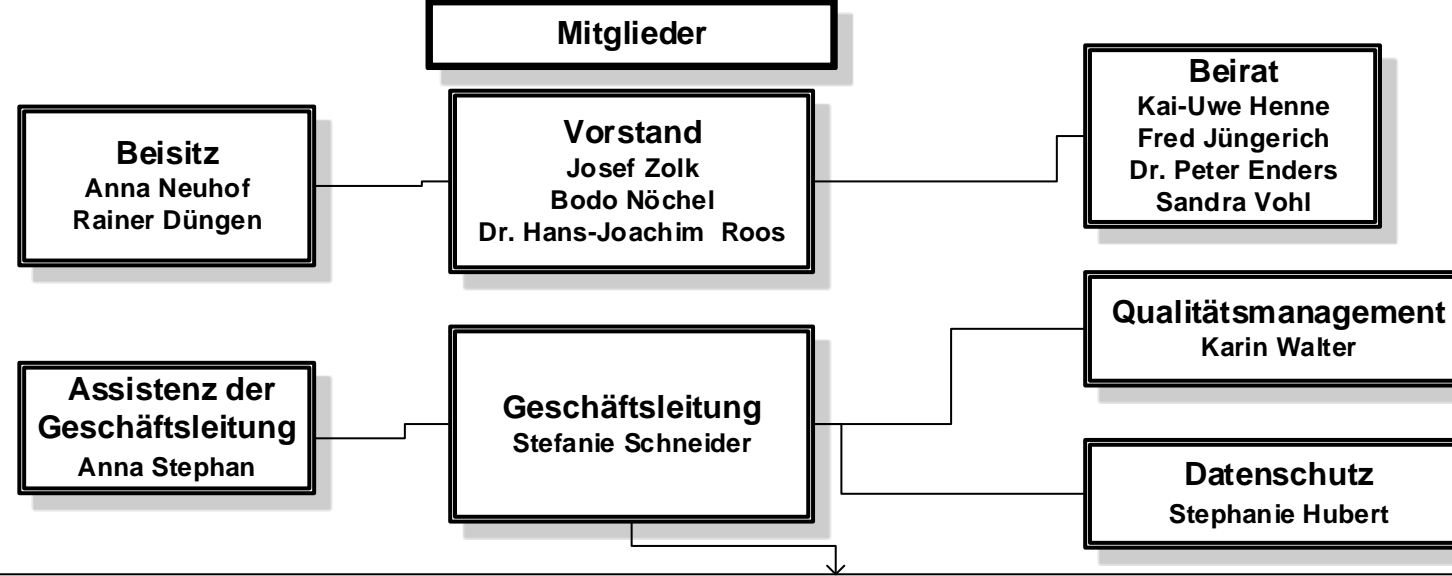 Mitglieder
Beisitz
Anna Neuhof
Rainer Düngen
Vorstand
Josef Zolk
Bodo Nöchel
Dr. Hans-Joachim Roos
Beirat
Kai-Uwe Henne
Fred Jüngerich
Dr. Peter Enders
Sandra Vohl
Assistenz der
Geschäftsleitung
Anna Stephan
Geschäftsleitung
Stefanie Schneider
Qualitätsmanagement
Karin Walter
Datenschutz
Stephanie Hubert